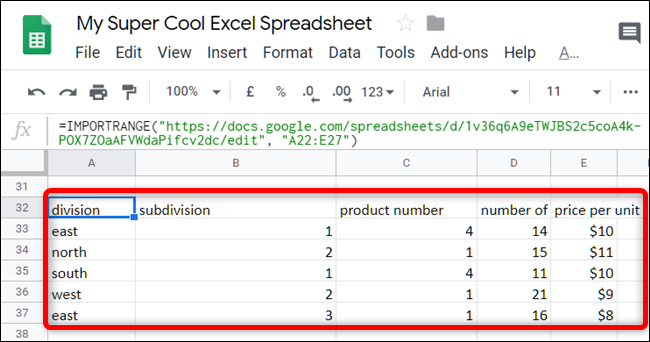 My Super Cool Excel Spreadsheet
File Edit View Insert Format Data Tools Add-ons Help A...
100% £ % .0 .00 123 Arial 11
fx =IMPORTRANGE("https://docs.google.com/spreadsheets/d/1v36q6A9eTWJBS2c5coA4k-
POX7ZOaAFVWdaPifcv2dc/edit", "A22:E27")
A B C D E
31
32 division subdivision product number number of price per unit
33 east 1 4 14 $10
34 north 2 1 15 $11
35 south 1 4 11 $10
36 west 2 1 21 $9
37 east 3 1 16 $8
38